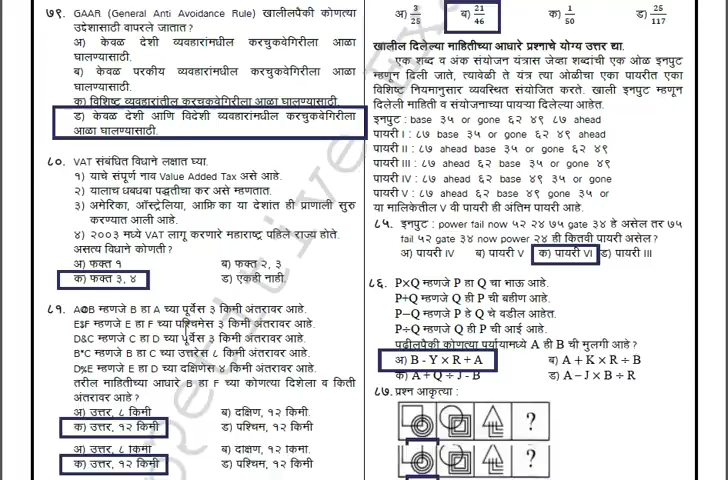 ७९. GAAR (General Anti Avoidance Rule) खालीलपैकी कोणत्या
उद्देशासाठी वापरले जातात?
अ) केवळ देशी व्यवहारांमधील करचुकवेगिरीला आळा
घालण्यासाठी.
ब) केवळ परकीय व्यवहारांमधील करचुकवेगिरीला आळा
घालण्यासाठी.
क) विशिष्ट व्यवहारांतील करचुकवेगिरीला आळा घालण्यासाठी.
ड) केवळ देशी आणि विदेशी व्यवहारांमधील करचुकवेगिरीला
आळा घालण्यासाठी.
८०. VAT संबंधित विधाने लक्षात घ्या.
१) याचे संपूर्ण नाव Value Added Tax असे आहे.
२) यालाच धबधबा पद्धतीचा कर असे म्हणतात.
३) अमेरिका, ऑस्ट्रेलिया, आफ्रिका या देशांत ही प्रणाली सुरु
करण्यात आली आहे.
४) २००३ मध्ये VAT लागू करणारे महाराष्ट्र पहिले राज्य होते.
असत्य विधाने कोणती?
अ) फक्त १ ब) फक्त २, ३
क) फक्त ३, ४ ड) एकही नाही.
८१. A@B म्हणजे B हा A च्या पूर्वेस ३ किमी अंतरावर आहे.
E$F म्हणजे E हा F च्या पश्चिमेस ३ किमी अंतरावर आहे.
D&C म्हणजे C हा D च्या पूर्वेस ३ किमी अंतरावर आहे.
B*C म्हणजे B हा C च्या उत्तरेस ८ किमी अंतरावर आहे.
D%E म्हणजे E हा D च्या दक्षिणेस ४ किमी अंतरावर आहे.
तरील माहितीच्या आधारे B हा F च्या कोणत्या दिशेला व किती
अंतरावर आहे?
अ) उत्तर, ८ किमी ब) दक्षिण, १२ किमी.
क) उत्तर, १२ किमी ड) पश्चिम, १२ किमी
अ) उत्तर, ८ किमी ब) दक्षिण, १२ किमी.
क) उत्तर, १२ किमी ड) पश्चिम, १२ किमी
अ) 3/25 ब) 21/46 क) 1/50 ड) 25/117
खालील दिलेल्या माहितीच्या आधारे प्रश्नाचे योग्य उत्तर द्या.
एक शब्द व अंक संयोजन यंत्रास जेव्हा शब्दांची एक ओळ इनपुट
म्हणून दिली जाते, त्यावेळी ते यंत्र त्या ओळीचा एका पायरीत एका
विशिष्ट नियमानुसार व्यवस्थित संयोजित करते. खाली इनपुट म्हणून
दिलेली माहिती व संयोजनाच्या पायऱ्या दिलेल्या आहेत.
इनपुट : base ३५ or gone ६२ ४९ ८७ ahead
पायरी I : ८७ base ३५ or gone ६२ ४९ ahead
पायरी II : ८७ ahead base ३५ or gone ६२ ४९
पायरी III : ८७ ahead ६२ base ३५ or gone ४९
पायरी IV : ८७ ahead ६२ base ४९ ३५ or gone
पायरी V : ८७ ahead ६२ base ४९ gone ३५ or
या मालिकेतील V वी पायरी ही अंतिम पायरी आहे.
८५. इनपुट : power fail now ५२ २४ ७५ gate ३४ हे असेल तर ७५
fail ५२ gate ३४ now power २४ ही कितवी पायरी असेल?
अ) पायरी IV ब) पायरी V क) पायरी VI ड) पायरी III
८६. P×Q म्हणजे P हा Q चा भाऊ आहे.
P+Q म्हणजे Q ही P ची बहीण आहे.
P−Q म्हणजे P हे Q चे वडील आहेत.
P÷Q म्हणजे Q ही P ची आई आहे.
पढीलपैकी कोणत्या पर्यायामध्ये A ही B ची मुलगी आहे?
अ) B - Y × R + A ब) A + K × R ÷ B
क) A + Q ÷ J - B ड) A − J × B ÷ R
८७. प्रश्न आकृत्या :
?
?